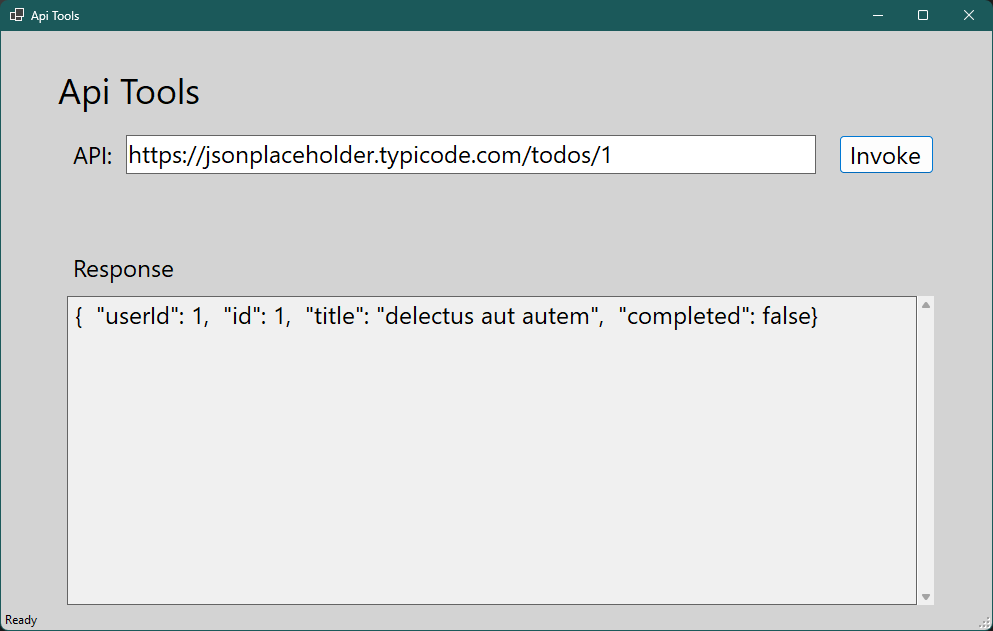 Api Tools
Api Tools
API: https://jsonplaceholder.typicode.com/todos/1 Invoke
Response
{  "userId": 1,  "id": 1,  "title": "delectus aut autem",  "completed": false}
Ready